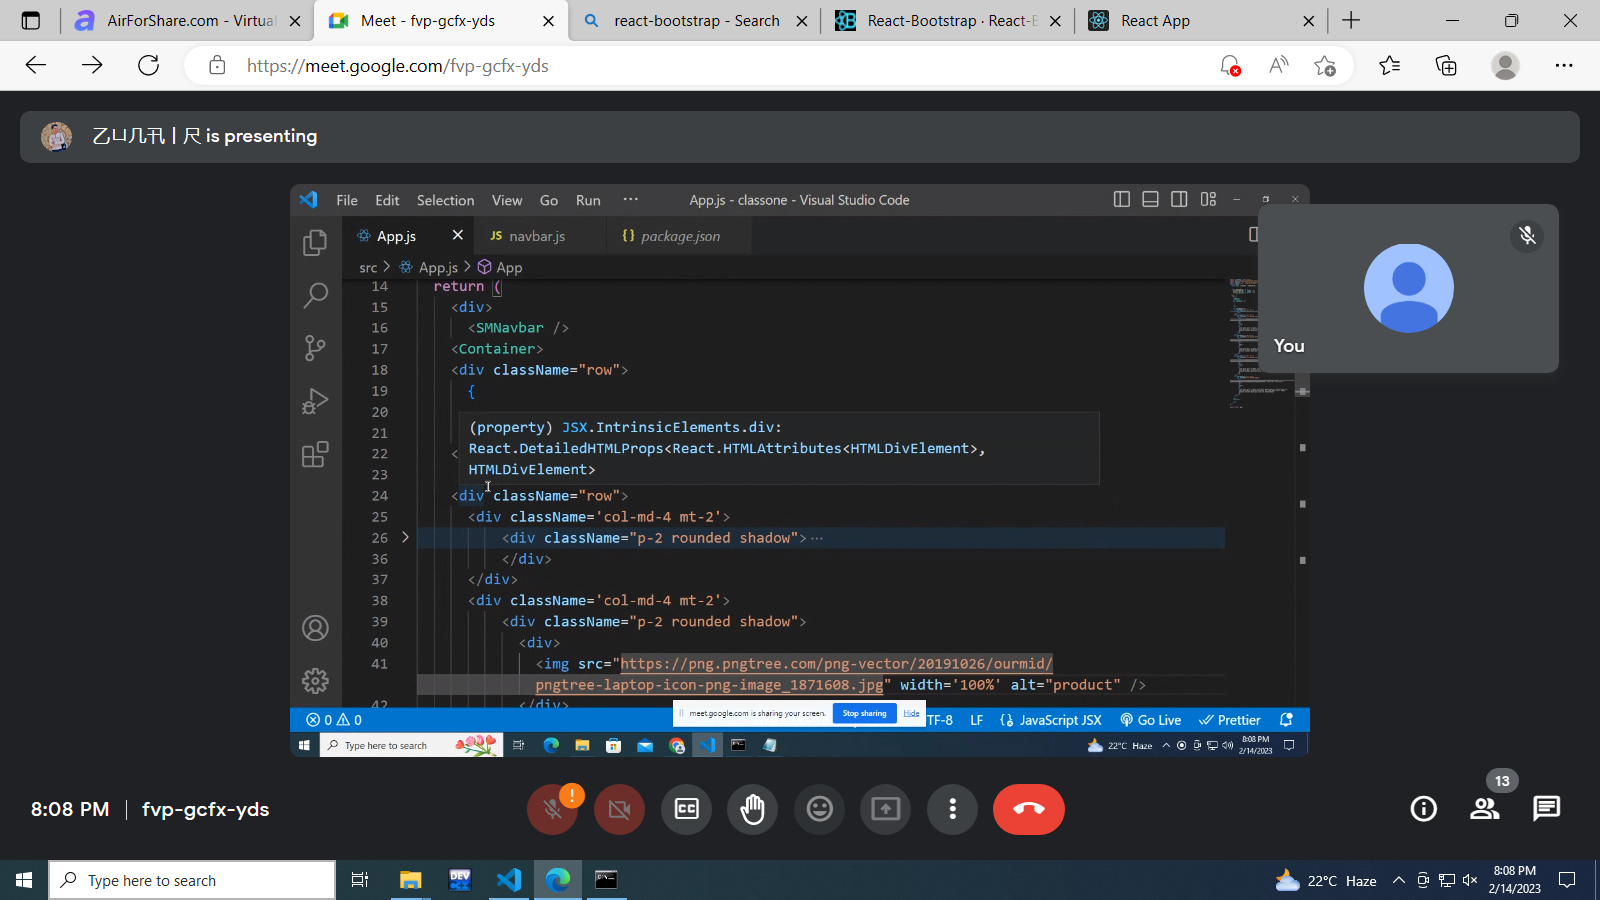 AirForShare.com - Virtual
Meet - fvp-gcfx-yds
react-bootstrap - Search
React-Bootstrap · React-B
React App
https://meet.google.com/fvp-gcfx-yds
乙ㄩ几卂丨尺 is presenting
File Edit Selection View Go Run ··· App.js - classone - Visual Studio Code
App.js JS navbar.js {} package.json
src > App.js > App
14 return (
15 <div>
16 <SMNavbar />
17 <Container>
18 <div className="row">
19 {
20
21
22 <
23
(property) JSX.IntrinsicElements.div:
React.DetailedHTMLProps<React.HTMLAttributes<HTMLDivElement>,
HTMLDivElement>
24 <div className="row">
25 <div className='col-md-4 mt-2'>
26 <div className="p-2 rounded shadow">···
36 </div>
37 </div>
38 <div className='col-md-4 mt-2'>
39 <div className="p-2 rounded shadow">
40 <div>
41 <img src="https://png.pngtree.com/png-vector/20191026/ourmid/
pngtree-laptop-icon-png-image_1871608.jpg" width='100%' alt="product" />
42 </div>
You
0 0 TF-8 LF {} JavaScript JSX Go Live Prettier
meet.google.com is sharing your screen. Stop sharing Hide
Type here to search
22°C Haze
8:08 PM
2/14/2023
8:08 PM | fvp-gcfx-yds
CC
!
13
Type here to search
DEV
22°C Haze
8:08 PM
2/14/2023